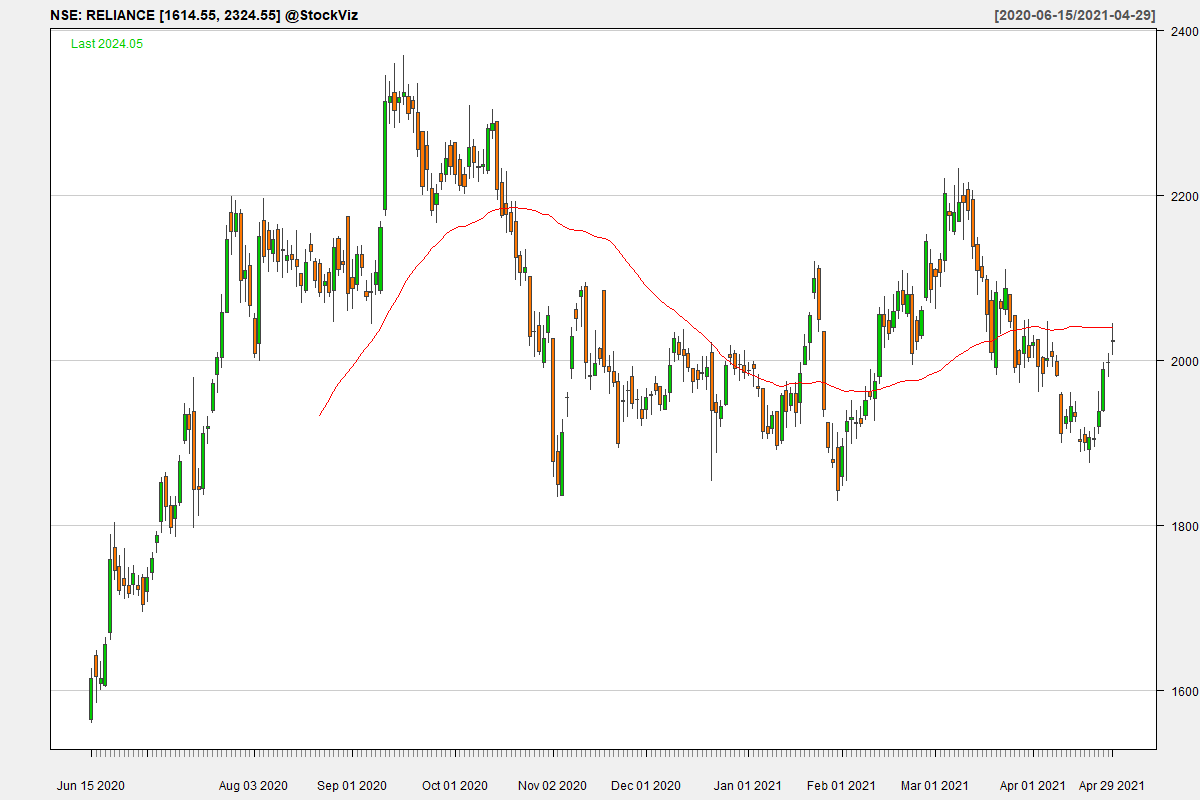 NSE: RELIANCE [1614.55, 2324.55] @StockViz [2020-06-15/2021-04-29]
Last 2024.05
2400
2200
2000
1800
1600
Jun 15 2020 Aug 03 2020 Sep 01 2020 Oct 01 2020 Nov 02 2020 Dec 01 2020 Jan 01 2021 Feb 01 2021 Mar 01 2021 Apr 01 2021 Apr 29 2021